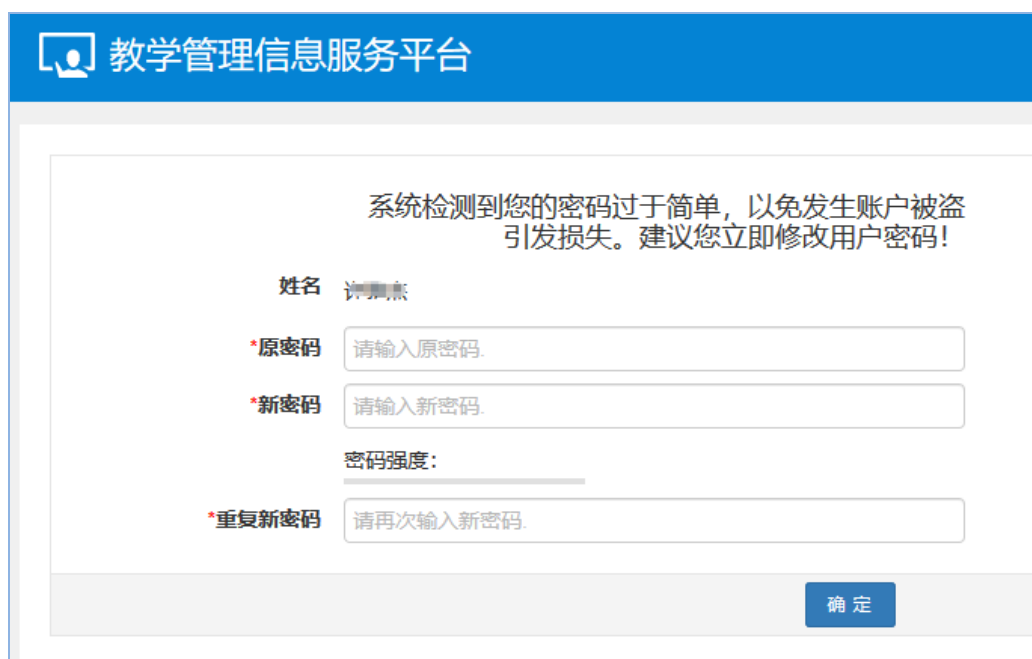 教学管理信息服务平台
系统检测到您的密码过于简单，以免发生账户被盗
引发损失。建议您立即修改用户密码！
姓名
*原密码 请输入原密码.
*新密码 请输入新密码.
密码强度：
*重复新密码 请再次输入新密码.
确 定